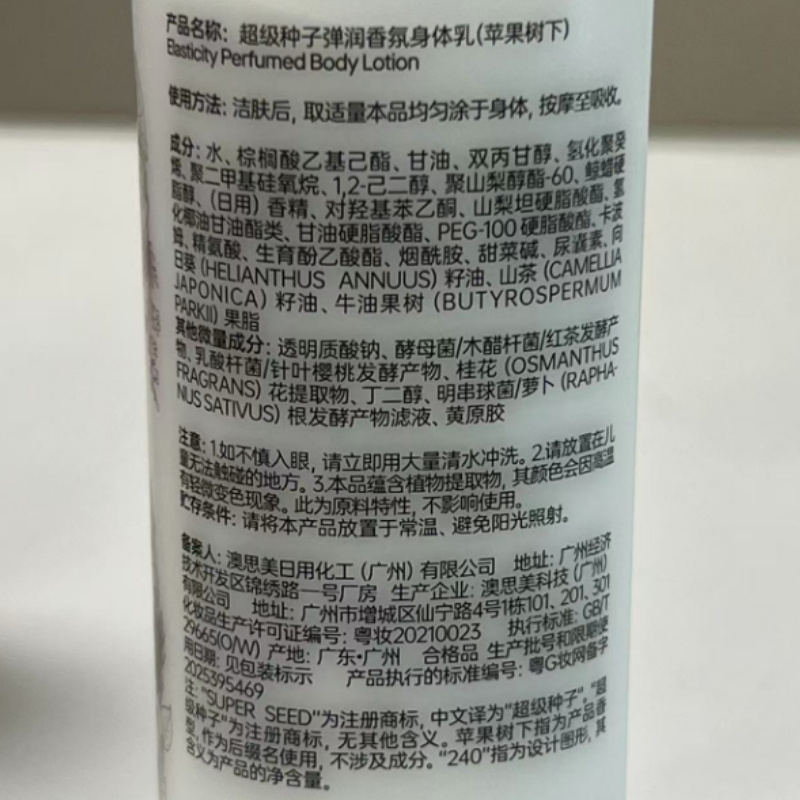 产品名称：超级种子弹润香氛身体乳(苹果树下)
Elasticity Perfumed Body Lotion
使用方法：洁肤后，取适量本品均匀涂于身体，按摩至吸收。
成分：水、棕榈酸乙基己酯、甘油、双丙甘醇、氢化聚癸
烯、聚二甲基硅氧烷、1,2-己二醇、聚山梨醇酯-60、鲸蜡硬
脂醇、（日用）香精、对羟基苯乙酮、山梨坦硬脂酸酯、氢
化椰油甘油酯类、甘油硬脂酸酯、PEG-100 硬脂酸酯、卡波
姆、精氨酸、生育酚乙酸酯、烟酰胺、甜菜碱、尿囊素、向
日葵（HELIANTHUS ANNUUS）籽油、山茶（CAMELLIA
JAPONICA）籽油、牛油果树（BUTYROSPERMUM
PARKII）果脂
其他微量成分：透明质酸钠、酵母菌/木醋杆菌/红茶发酵产
物、乳酸杆菌/针叶樱桃发酵产物、桂花（OSMANTHUS
FRAGRANS）花提取物、丁二醇、明串球菌/萝卜（RAPHA-
NUS SATIVUS）根发酵产物滤液、黄原胶
注意：1.如不慎入眼，请立即用大量清水冲洗。2.请放置在儿
童无法触碰的地方。3.本品蕴含植物提取物，其颜色会因高温
有轻微变色现象。此为原料特性，不影响使用。
贮存条件：请将本产品放置于常温、避免阳光照射。
备案人：澳思美日用化工（广州）有限公司 地址：广州经济
技术开发区锦绣路一号厂房 生产企业：澳思美科技（广州）
有限公司 地址：广州市增城区仙宁路4号1栋101、201、301
化妆品生产许可证编号：粤妆20210023 执行标准：GB/T
29665(O/W) 产地：广东•广州 合格品 生产批号和限期使
用日期：见包装标示 产品执行的标准编号：粤G妆网备字
2025395469
注："SUPER SEED"为注册商标，中文译为"超级种子"。"超
级种子"为注册商标，无其他含义。苹果树下指为产品香
型，作为后缀名使用，不涉及成分。"240"指为设计图形，其
含义为产品的净含量。